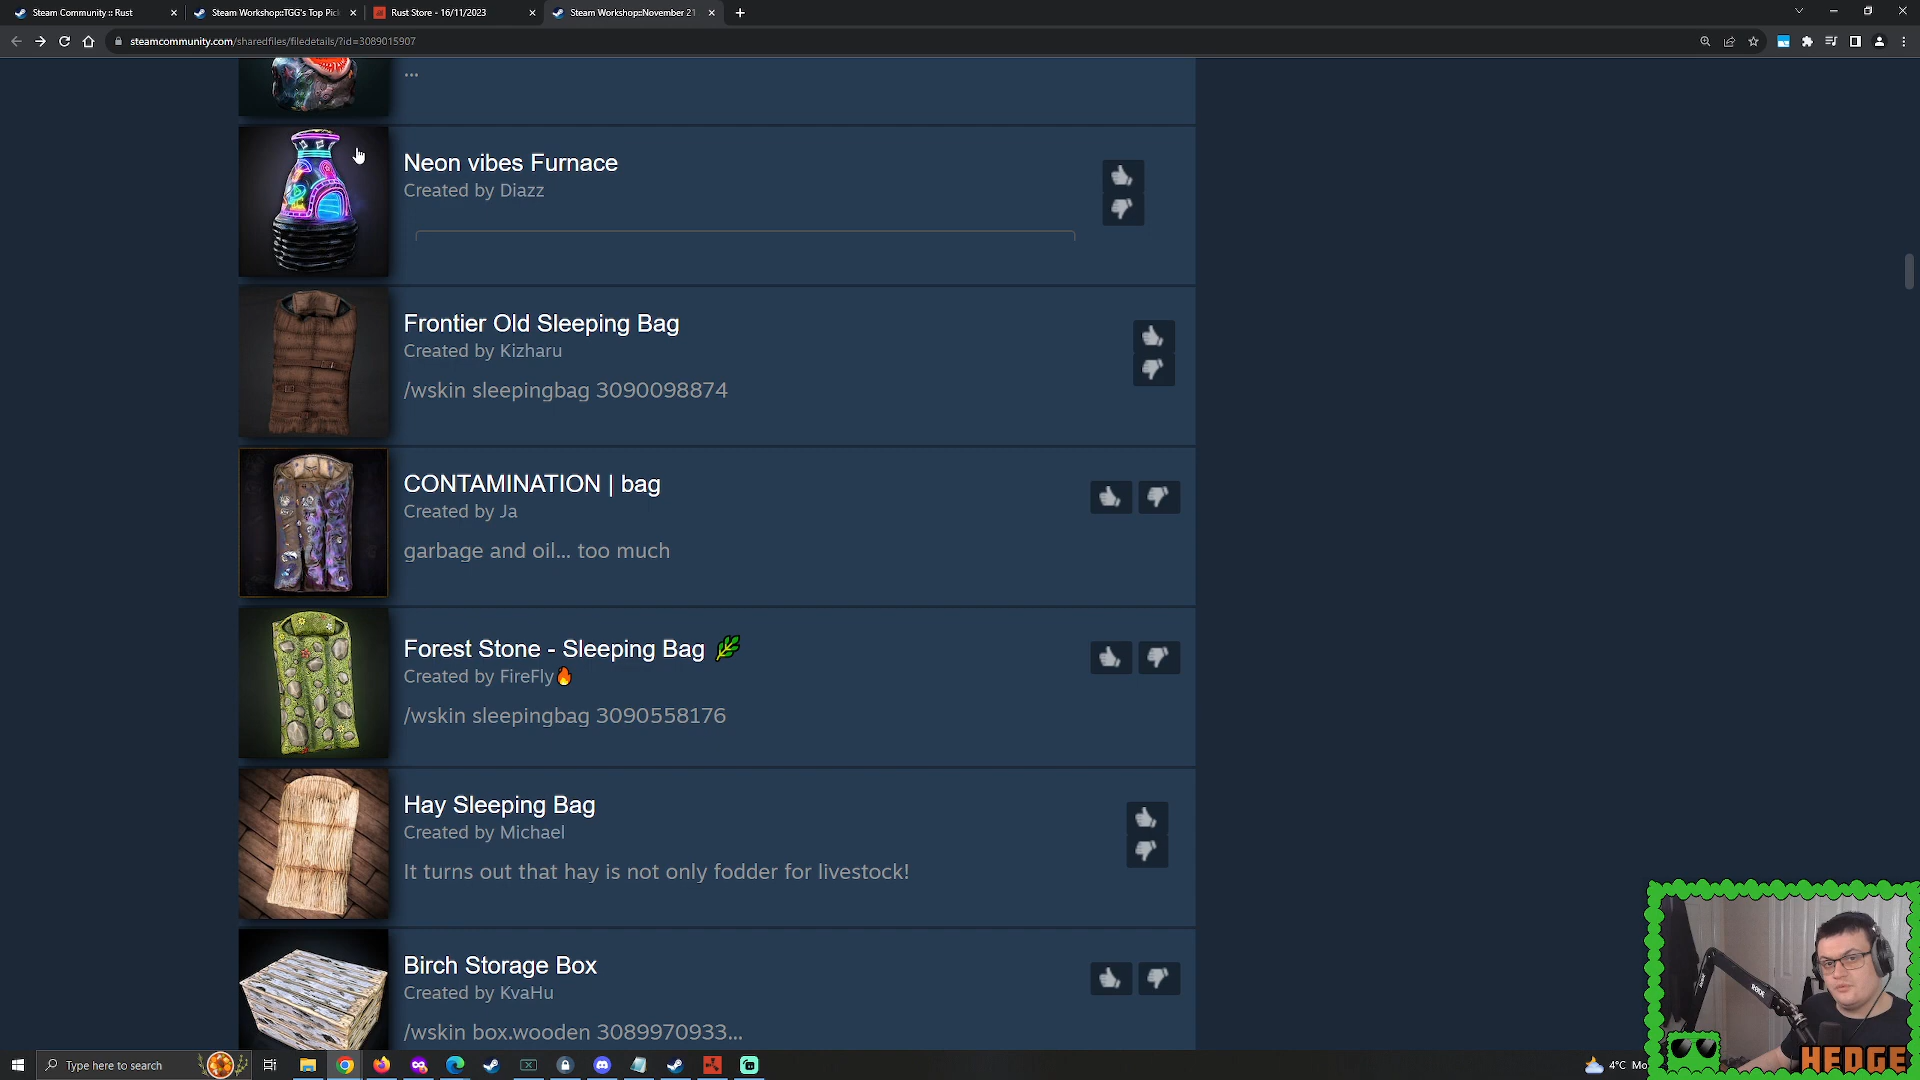 Steam Community :: Rust
Steam Workshop::TGG's Top Pick
Rust Store - 16/11/2023
Steam Workshop::November 21
steamcommunity.com/sharedfiles/filedetails/?id=3089015907
...
Neon vibes Furnace
Created by Diazz
Frontier Old Sleeping Bag
Created by Kizharu
/wskin sleepingbag 3090098874
CONTAMINATION | bag
Created by Ja
garbage and oil... too much
Forest Stone - Sleeping Bag 🌿
Created by FireFly🔥
/wskin sleepingbag 3090558176
Hay Sleeping Bag
Created by Michael
It turns out that hay is not only fodder for livestock!
Birch Storage Box
Created by KvaHu
/wskin box.wooden 3089970933...
RODE
HEDGE
Type here to search
4°C Mo